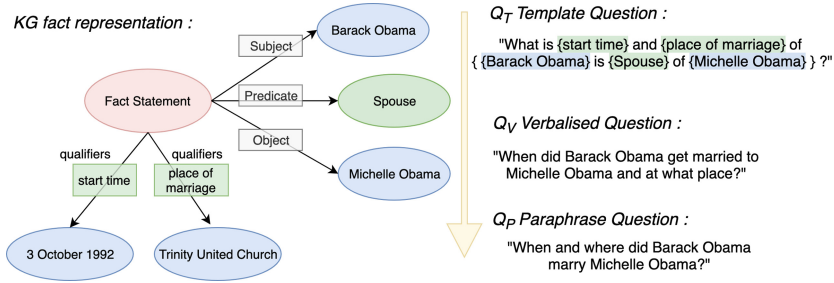 KG fact representation :
Subject
Barack Obama
Fact Statement
Predicate
Spouse
Object
Michelle Obama
qualifiers
start time
qualifiers
place of
marriage
3 October 1992
Trinity United Church
Q_T Template Question :
"What is {start time} and {place of marriage} of
{ {Barack Obama} is {Spouse} of {Michelle Obama} } ?"
Q_V Verbalised Question :
"When did Barack Obama get married to
Michelle Obama and at what place?"
Q_P Paraphrase Question :
"When and where did Barack Obama
marry Michelle Obama?"